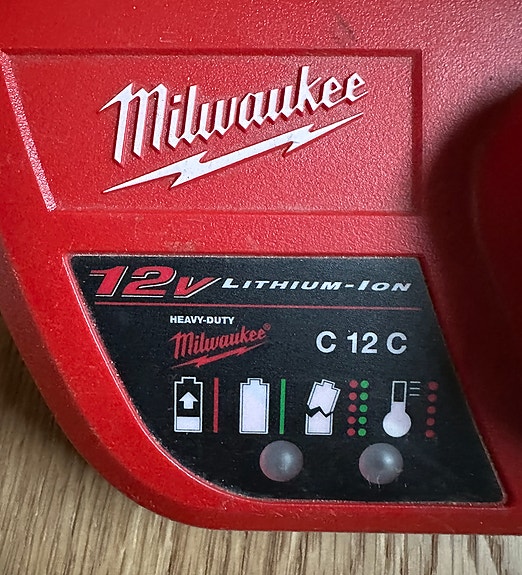 Milwaukee
12V LITHIUM-ION
HEAVY-DUTY
Milwaukee®
C 12 C